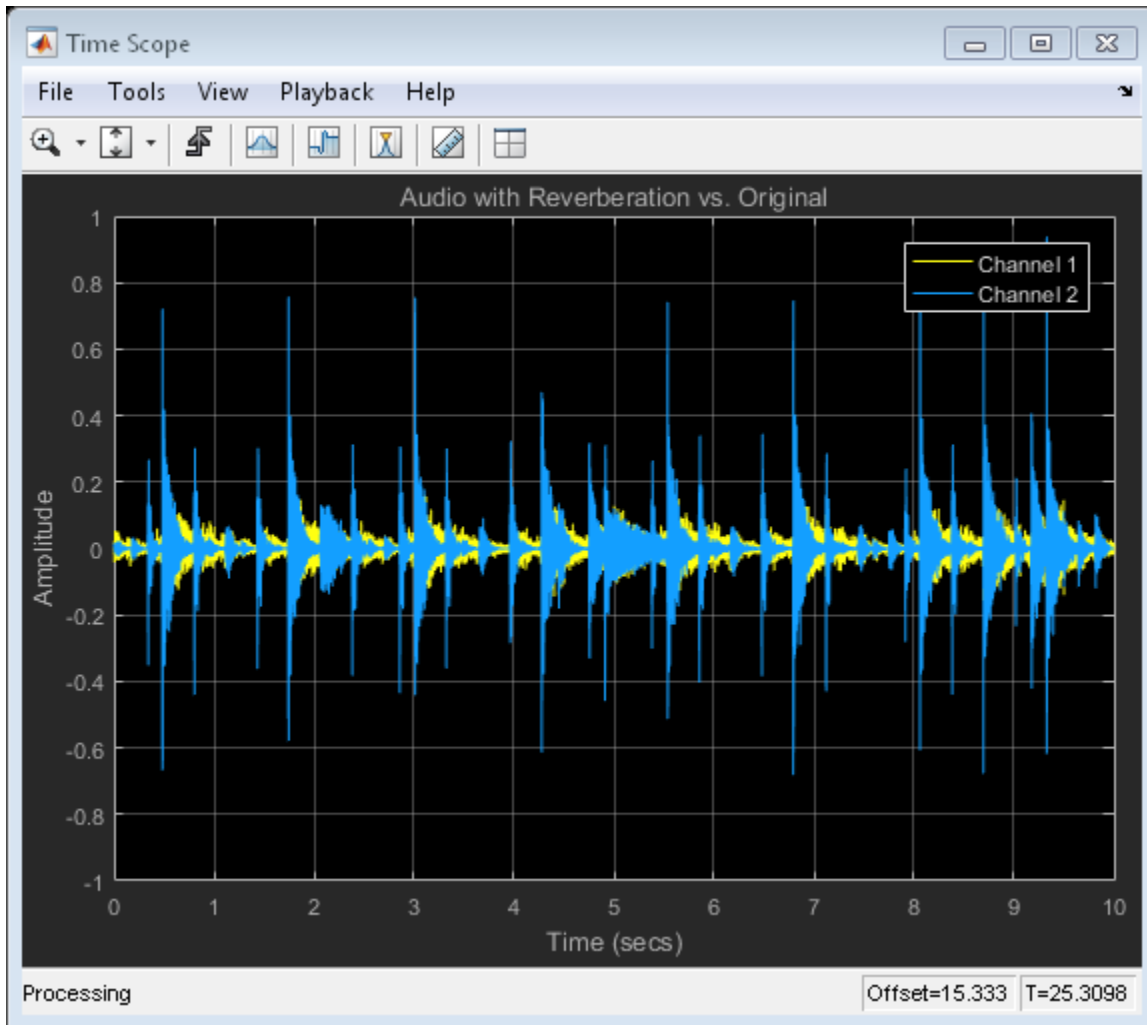 Time Scope
File Tools View Playback Help
Audio with Reverberation vs. Original
Channel 1
Channel 2
1
0.8
0.6
0.4
0.2
0
-0.2
-0.4
-0.6
-0.8
-1
Amplitude
0 1 2 3 4 5 6 7 8 9 10
Time (secs)
Processing Offset=15.333 T=25.3098